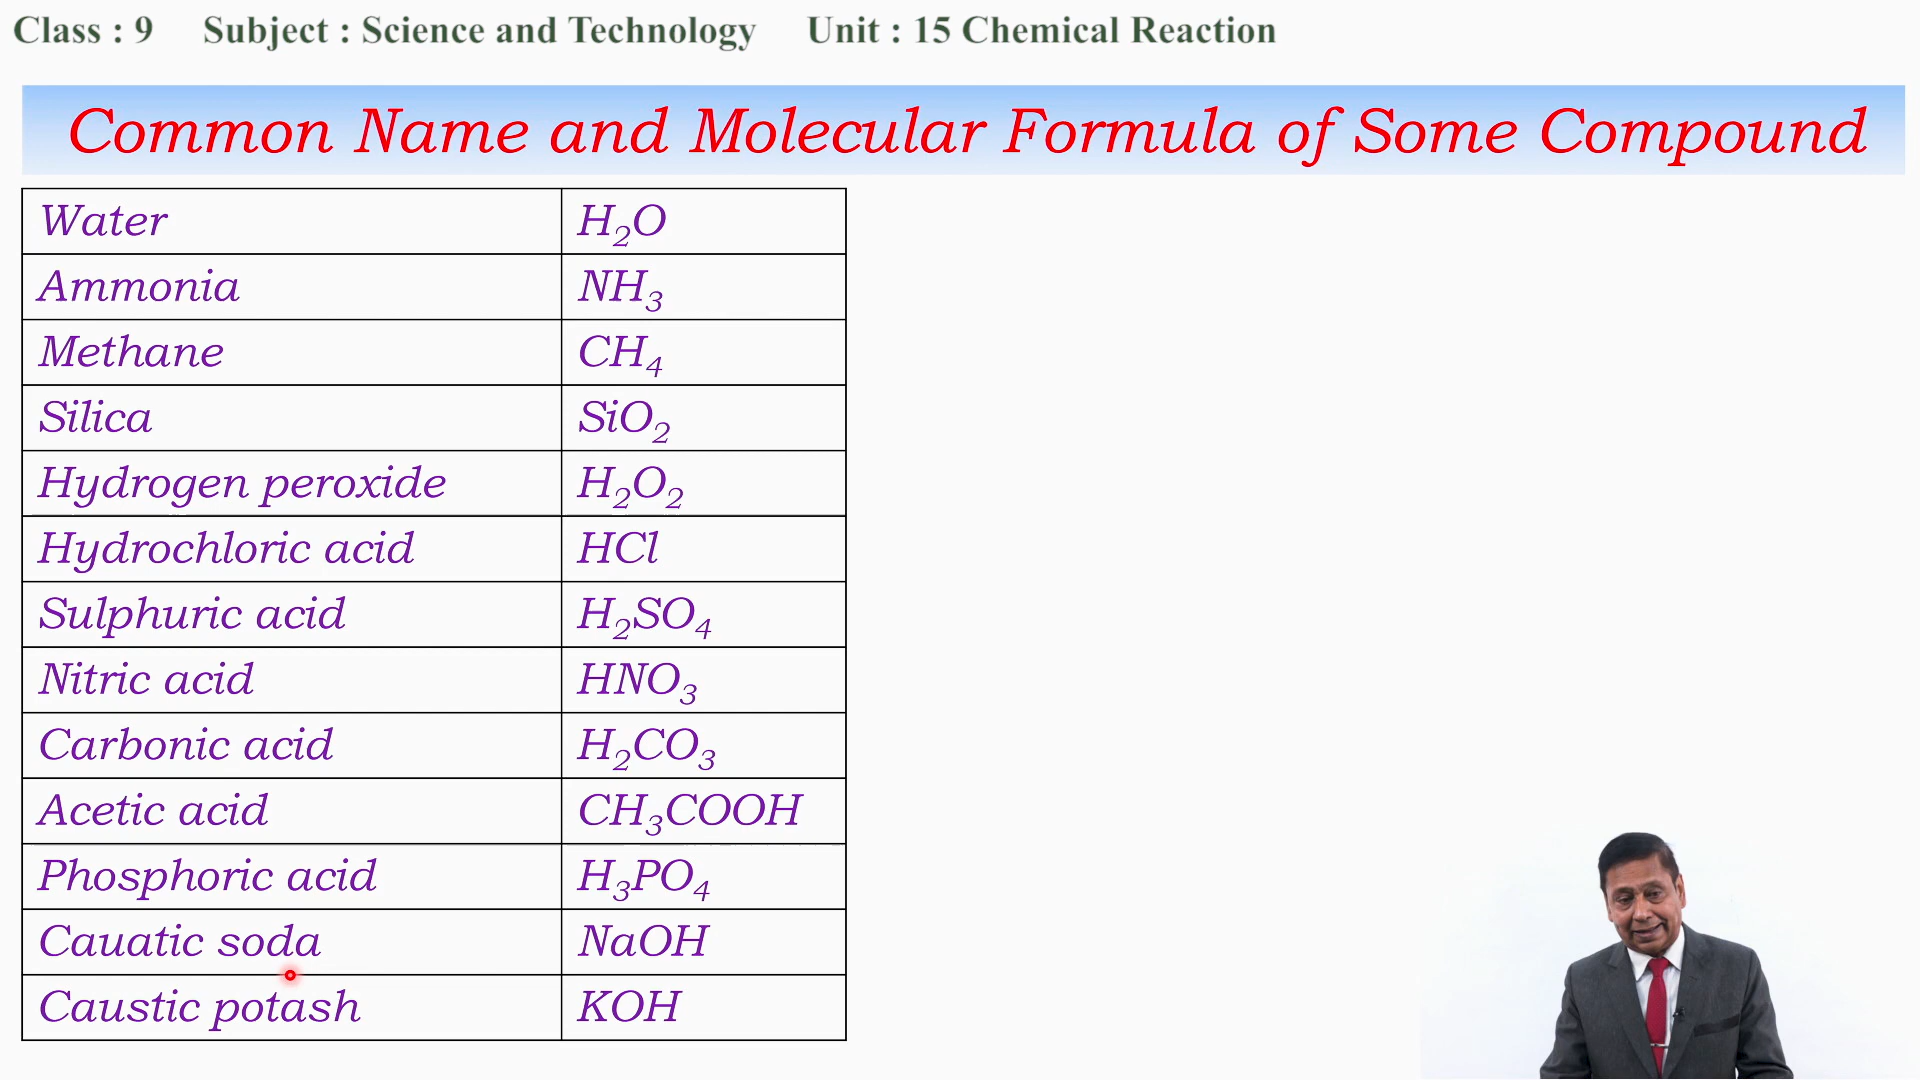 Class : 9 Subject : Science and Technology Unit : 15 Chemical Reaction
Common Name and Molecular Formula of Some Compound
Water H₂O
Ammonia NH₃
Methane CH₄
Silica SiO₂
Hydrogen peroxide H₂O₂
Hydrochloric acid HCl
Sulphuric acid H₂SO₄
Nitric acid HNO₃
Carbonic acid H₂CO₃
Acetic acid CH₃COOH
Phosphoric acid H₃PO₄
Cauatic soda NaOH
Caustic potash KOH